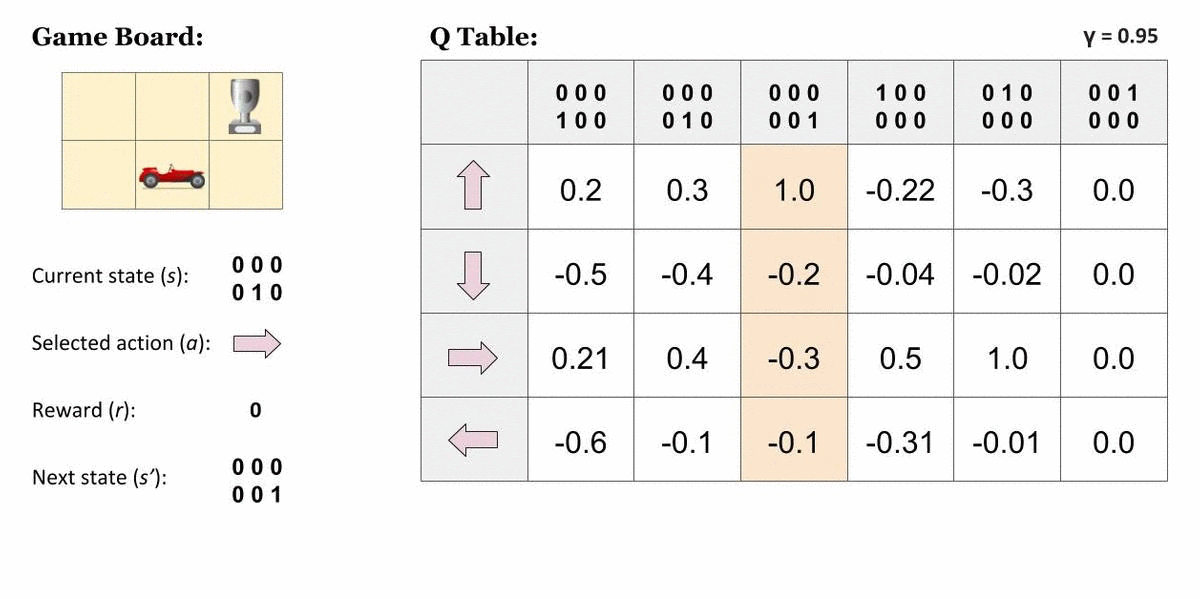 Game Board:
Current state (s):
0 0 0
0 1 0
Selected action (a):
Reward (r):
0
Next state (s’):
0 0 0
0 0 1
Q Table:
γ = 0.95
0 0 0 0 0 0 0 0 0 1 0 0 0 1 0 0 0 1
1 0 0 0 1 0 0 0 1 0 0 0 0 0 0 0 0 0
0.2 0.3 1.0 -0.22 -0.3 0.0
-0.5 -0.4 -0.2 -0.04 -0.02 0.0
0.21 0.4 -0.3 0.5 1.0 0.0
-0.6 -0.1 -0.1 -0.31 -0.01 0.0